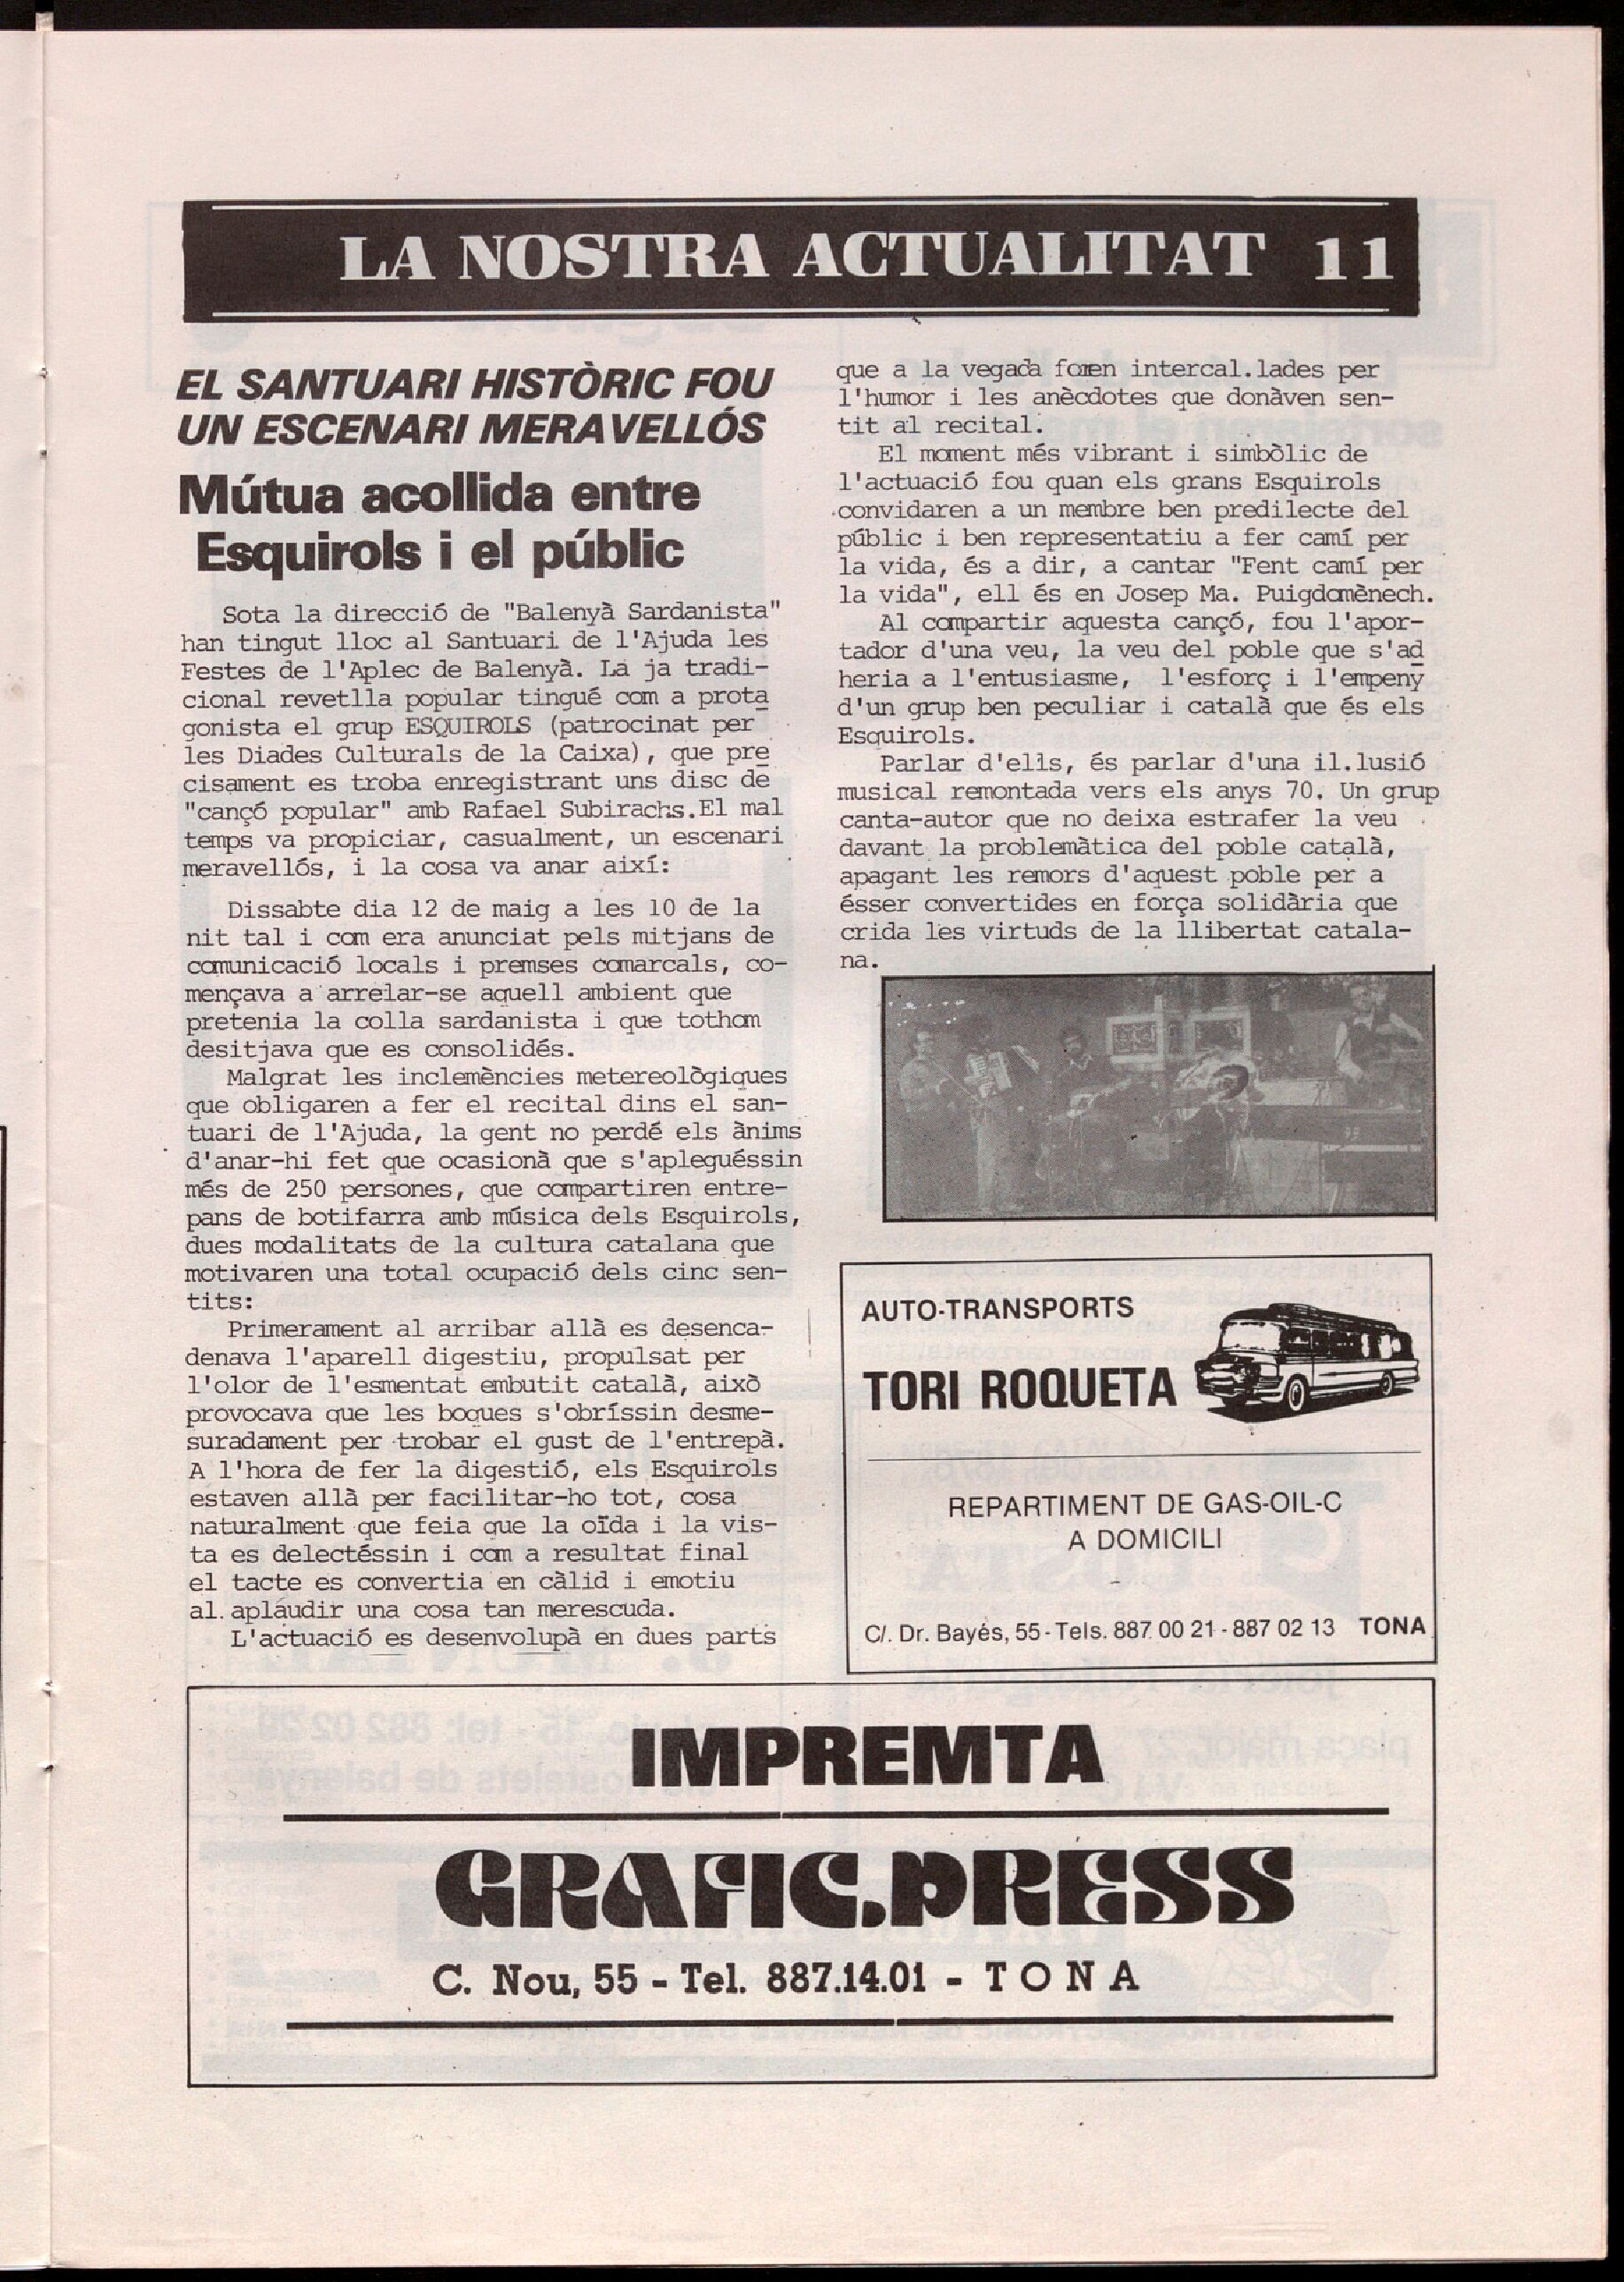 LA NOSTRA ACTUALITAT 11
EL SANTUARI HISTÒRIC FOU
UN ESCENARI MERAVELLÓS
Mútua acollida entre
Esquirols i el públic
Sota la direcció de "Balenyà Sardanista"
han tingut lloc al Santuari de l'Ajuda les
Festes de l'Aplec de Balenyà. La ja tradi-
cional revetlla popular tingué com a prota
gonista el grup ESQUIROLS (patrocinat per
les Diades Culturals de la Caixa), que pre
cisament es troba enregistrant uns disc de
"cançó popular" amb Rafael Subirachs.El mal
temps va propiciar, casualment, un escenari
meravellós, i la cosa va anar així:
Dissabte dia 12 de maig a les 10 de la
nit tal i com era anunciat pels mitjans de
comunicació locals i premses comarcals, co-
mençava a arrelar-se aquell ambient que
pretenia la colla sardanista i que tothom
desitjava que es consolidés.
Malgrat les inclemències metereològiques
que obligaren a fer el recital dins el san-
tuari de l'Ajuda, la gent no perdé els ànims
d'anar-hi fet que ocasionà que s'apleguéssin
més de 250 persones, que compartiren entre-
pans de botifarra amb música dels Esquirols,
dues modalitats de la cultura catalana que
motivaren una total ocupació dels cinc sen-
tits:
Primerament al arribar allà es desenca-
denava l'aparell digestiu, propulsat per
l'olor de l'esmentat embutit català, això
provocava que les boques s'obríssin desme-
suradament per trobar el gust de l'entrepà.
A l'hora de fer la digestió, els Esquirols
estaven allà per facilitar-ho tot, cosa
naturalment que feia que la oïda i la vis-
ta es delectéssin i com a resultat final
el tacte es convertia en càlid i emotiu
al aplaudir una cosa tan merescuda.
L'actuació es desenvolupà en dues parts
que a la vegada foren intercal.lades per
l'humor i les anècdotes que donàven sen-
tit al recital.
El moment més vibrant i simbòlic de
l'actuació fou quan els grans Esquirols
convidaren a un membre ben predilecte del
públic i ben representatiu a fer camí per
la vida, és a dir, a cantar "Fent camí per
la vida", ell és en Josep Ma. Puigdomènech.
Al compartir aquesta cançó, fou l'apor-
tador d'una veu, la veu del poble que s'ad
heria a l'entusiasme, l'esforç i l'empeny
d'un grup ben peculiar i català que és els
Esquirols.
Parlar d'ells, és parlar d'una il.lusió
musical remontada vers els anys 70. Un grup
canta-autor que no deixa estrafer la veu
davant la problemàtica del poble català,
apagant les remors d'aquest poble per a
ésser convertides en força solidària que
crida les virtuds de la llibertat catala-
na.
AUTO-TRANSPORTS
TORI ROQUETA
REPARTIMENT DE GAS-OIL-C
A DOMICILI
C/. Dr. Bayés, 55 - Tels. 887 00 21 - 887 02 13 TONA
IMPREMTA
GRAFIC.PRESS
C. Nou, 55 - Tel. 887.14.01 - TONA